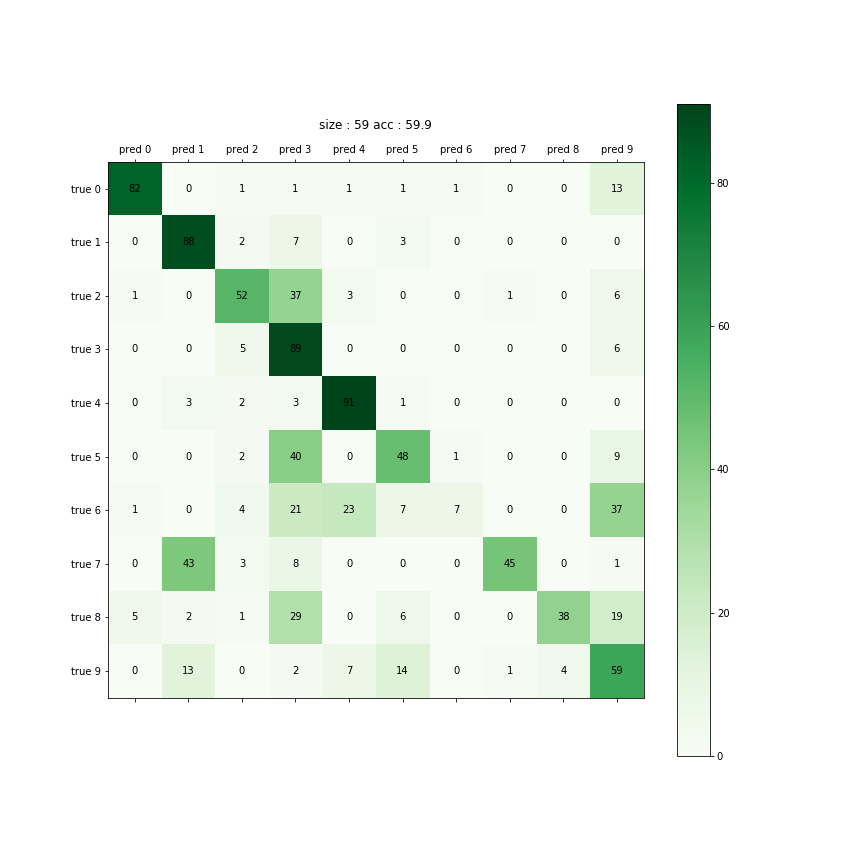 size : 59 acc : 59.9
pred 0 pred 1 pred 2 pred 3 pred 4 pred 5 pred 6 pred 7 pred 8 pred 9
true 0 82 0 1 1 1 1 1 0 0 13
true 1 0 88 2 7 0 3 0 0 0 0
true 2 1 0 52 37 3 0 0 1 0 6
true 3 0 0 5 89 0 0 0 0 0 6
true 4 0 3 2 3 91 1 0 0 0 0
true 5 0 0 2 40 0 48 1 0 0 9
true 6 1 0 4 21 23 7 7 0 0 37
true 7 0 43 3 8 0 0 0 45 0 1
true 8 5 2 1 29 0 6 0 0 38 19
true 9 0 13 0 2 7 14 0 1 4 59
80
60
40
20
0